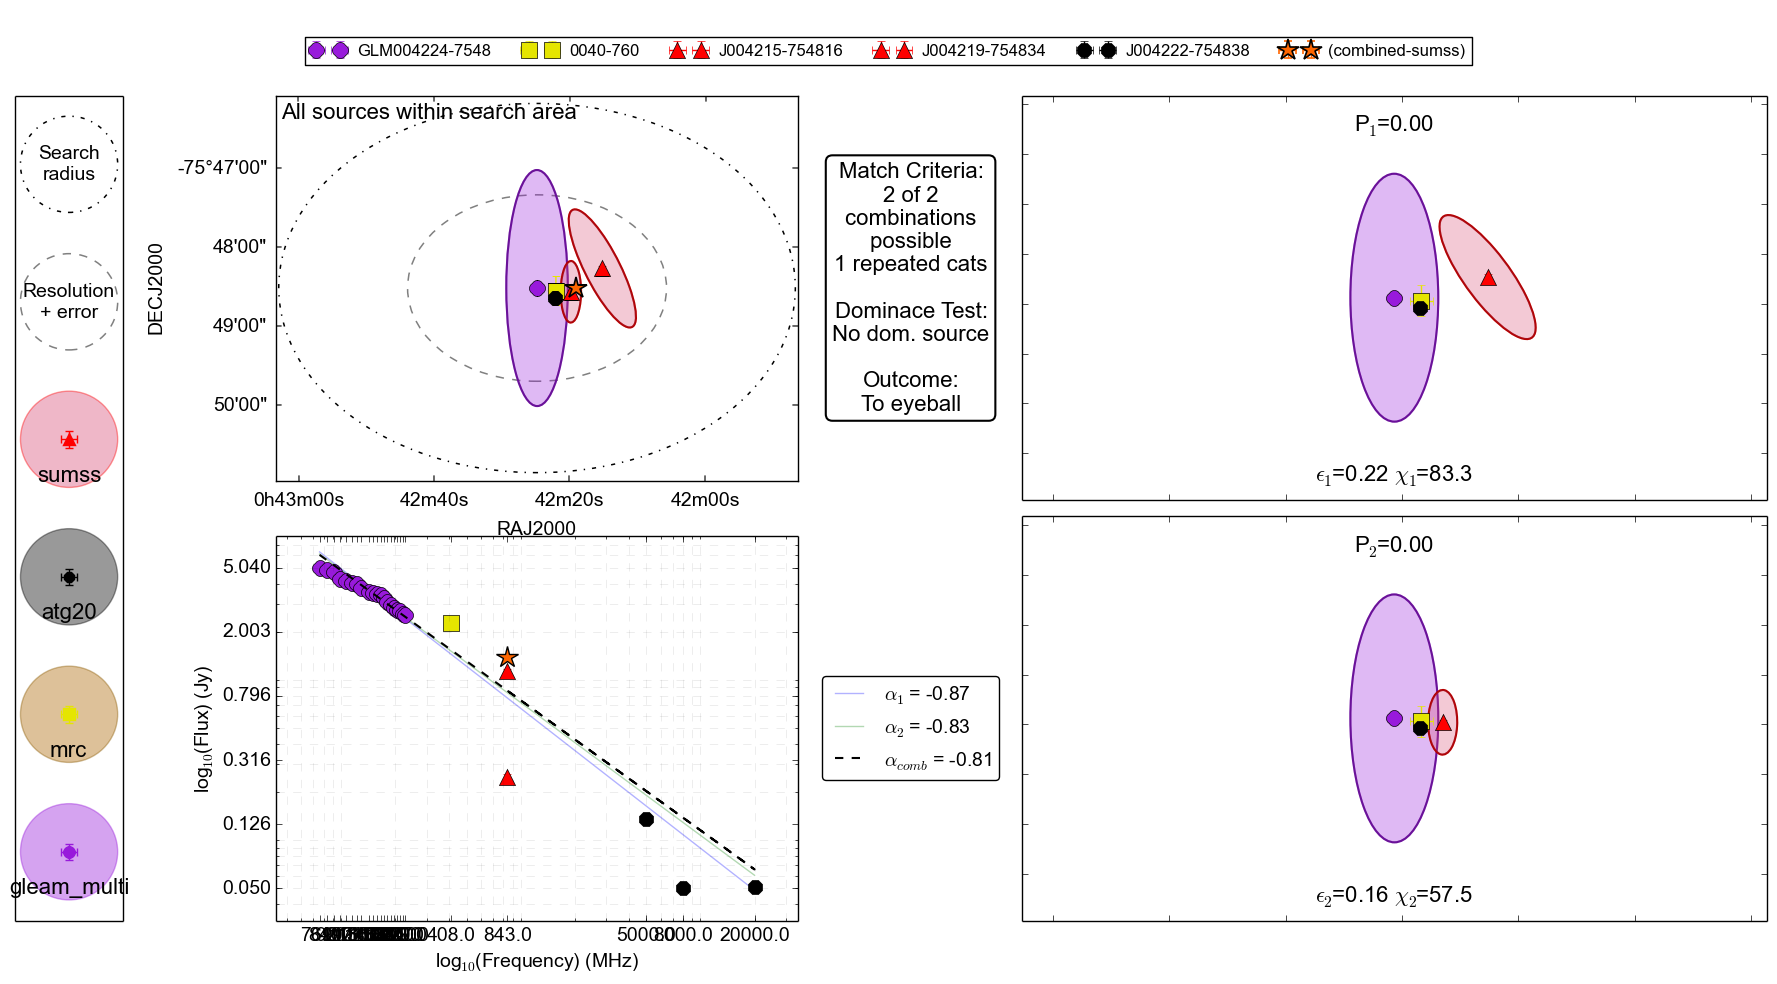 GLM004224-7548 0040-760 J004215-754816 J004219-754834 J004222-754838 (combined-sumss)
Search
radius
Resolution
+ error
sumss
atg20
mrc
gleam_multi
All sources within search area
DECJ2000
-75°47'00"
48'00"
49'00"
50'00"
0h43m00s 42m40s 42m20s 42m00s
RAJ2000
Match Criteria:
2 of 2
combinations
possible
1 repeated cats
Dominace Test:
No dom. source
Outcome:
To eyeball
P1=0.00
ϵ1=0.22 χ1=83.3
P2=0.00
ϵ2=0.16 χ2=57.5
log10(Flux) (Jy)
5.040
2.003
0.796
0.316
0.126
0.050
408.0 843.0 5000.0 8000.0 20000.0
log10(Frequency) (MHz)
α1 = -0.87
α2 = -0.83
αcomb = -0.81